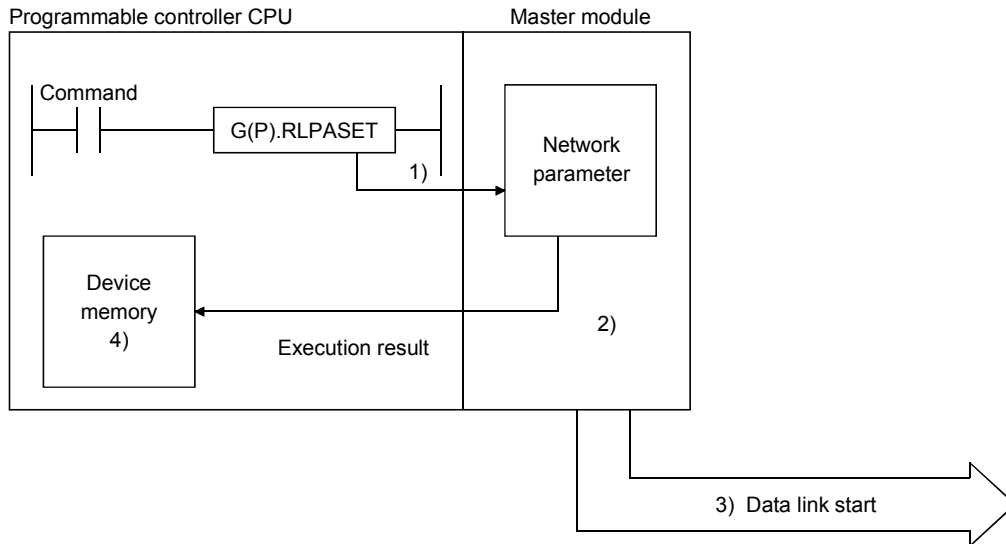 Programmable controller CPU
Master module
Command
G(P).RLPASET
1)
Network
parameter
Device
memory
4)
Execution result
2)
3) Data link start